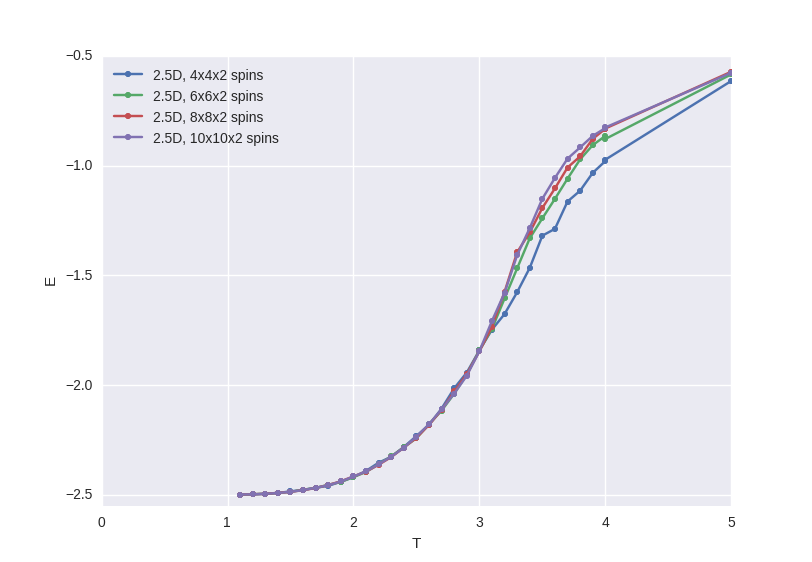 −0.5
2.5D, 4x4x2 spins
2.5D, 6x6x2 spins
2.5D, 8x8x2 spins
2.5D, 10x10x2 spins
−1.0
−1.5
E
−2.0
−2.5
0 1 2 3 4 5
T